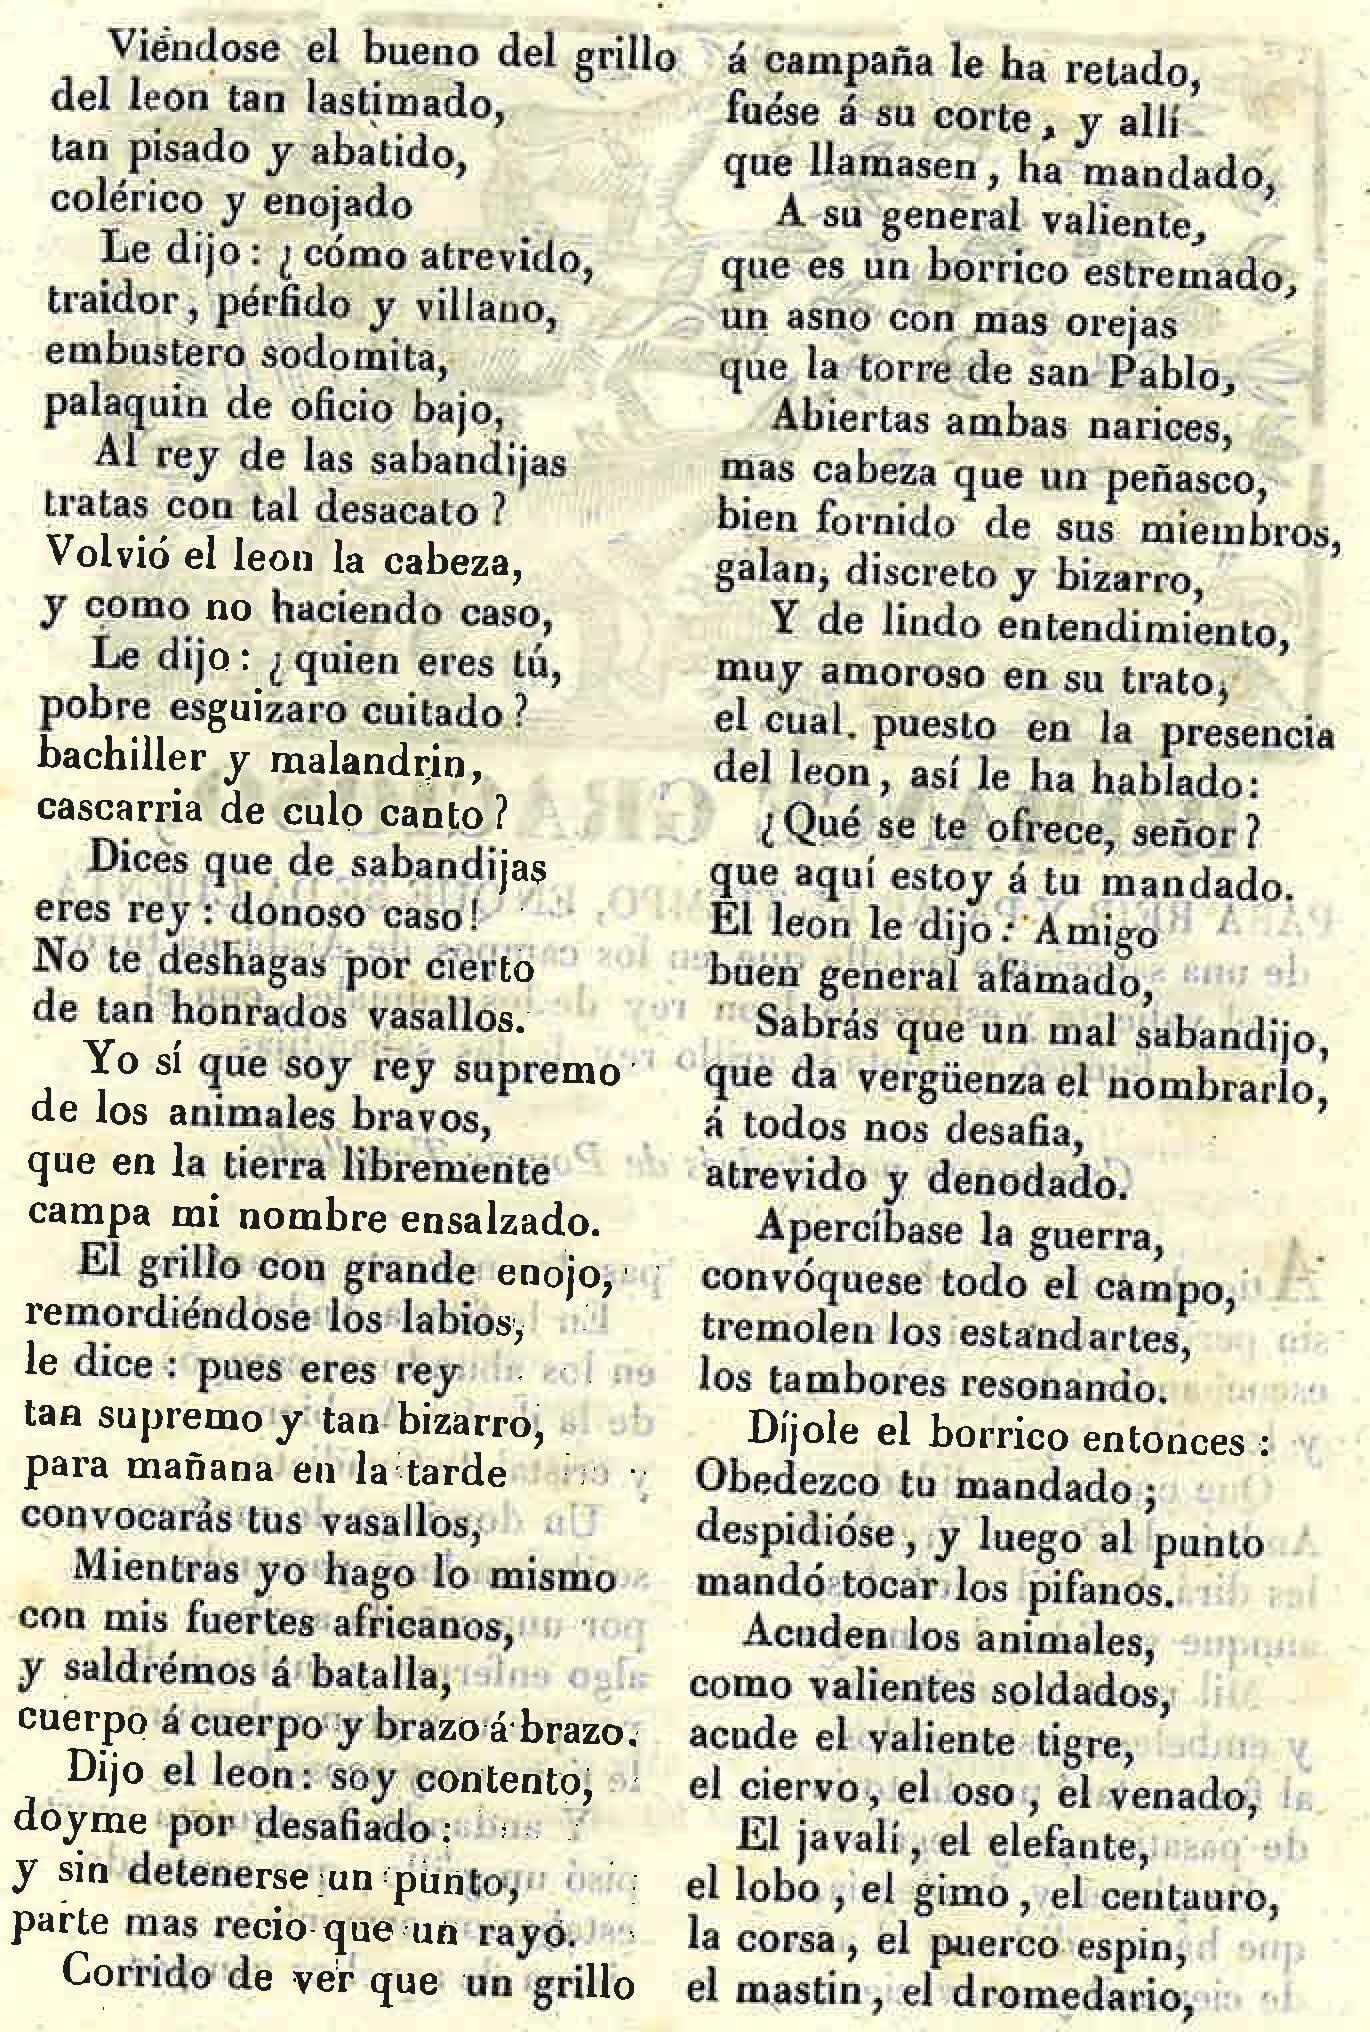 Viéndose el bueno del grillo
del leon tan lastimado,
tan pisado y abatido,
colérico y enojado
Le dijo: ¿cómo atrevido,
traidor, pérfido y villano,
embustero sodomita,
palaquin de oficio bajo,
Al rey de las sabandijas
tratas con tal desacato?
Volvió el leon la cabeza,
y como no haciendo caso,
Le dijo: ¿quien eres tú,
pobre esguizaro cuitado?
bachiller y malandrin,
cascarria de culo canto?
Dices que de sabandijas
eres rey: donoso caso!
No te deshagas por cierto
de tan honrados vasallos.
Yo sí que soy rey supremo
de los animales bravos,
que en la tierra libremente
campa mi nombre ensalzado.
El grillo con grande enojo,
remordiéndose los labios,
le dice: pues eres rey
tan supremo y tan bizarro,
para mañana en la tarde
convocarás tus vasallos,
Mientras yo hago lo mismo
con mis fuertes africanos,
y saldrémos á batalla,
cuerpo á cuerpo y brazo á brazo.
Dijo el leon: soy contento,
doyme por desafiado:
y sin detenerse un punto,
parte mas recio que un rayo.
Corrido de ver que un grillo
á campaña le ha retado,
fuése á su corte, y allí
que llamasen, ha mandado,
A su general valiente,
que es un borrico estremado,
un asno con mas orejas
que la torre de san Pablo,
Abiertas ambas narices,
mas cabeza que un peñasco,
bien fornido de sus miembros,
galan, discreto y bizarro,
Y de lindo entendimiento,
muy amoroso en su trato,
el cual. puesto en la presencia
del leon, así le ha hablado:
¿Qué se te ofrece, señor?
que aquí estoy á tu mandado.
El leon le dijo: Amigo
buen general afamado,
Sabrás que un mal sabandijo,
que da vergüenza el nombrarlo,
á todos nos desafia,
atrevido y denodado.
Apercíbase la guerra,
convóquese todo el campo,
tremolen los estandartes,
los tambores resonando.
Díjole el borrico entonces:
Obedezco tu mandado;
despidióse, y luego al punto
mandó tocar los pifanos.
Acuden los animales,
como valientes soldados,
acude el valiente tigre,
el ciervo, el oso, el venado,
El javalí, el elefante,
el lobo, el gimo, el centauro,
la corsa, el puerco espin,
el mastin, el dromedario,